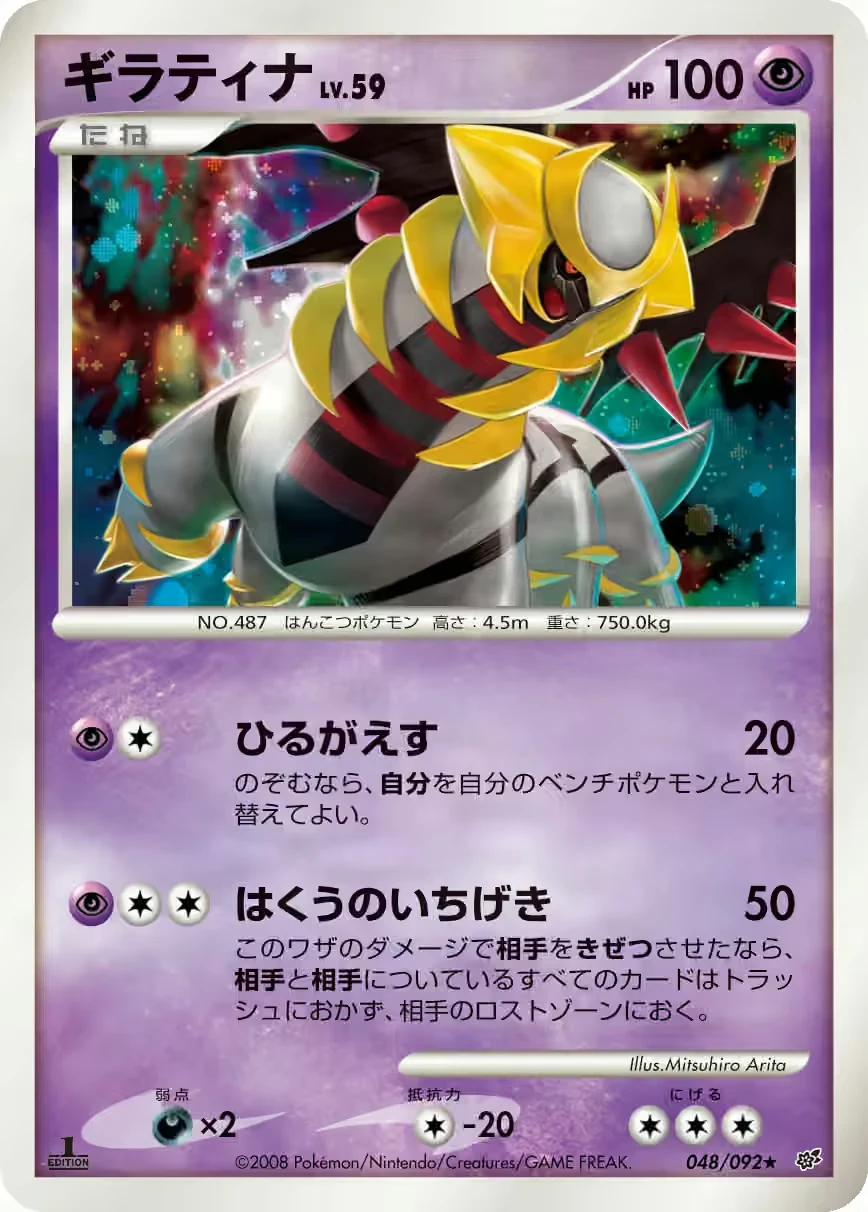 ギラティナ LV.59 HP 100
たね
NO.487 はんこつポケモン 高さ：4.5m 重さ：750.0kg
ひるがえす 20
のぞむなら、自分を自分のベンチポケモンと入れ
替えてよい。
はくうのいちげき 50
このワザのダメージで相手をきぜつさせたなら、
相手と相手についているすべてのカードはトラッ
シュにおかず、相手のロストゾーンにおく。
Illus.Mitsuhiro Arita
弱点 抵抗力 にげる
×2 -20
1 EDITION ©2008 Pokémon/Nintendo/Creatures/GAME FREAK. 048/092★